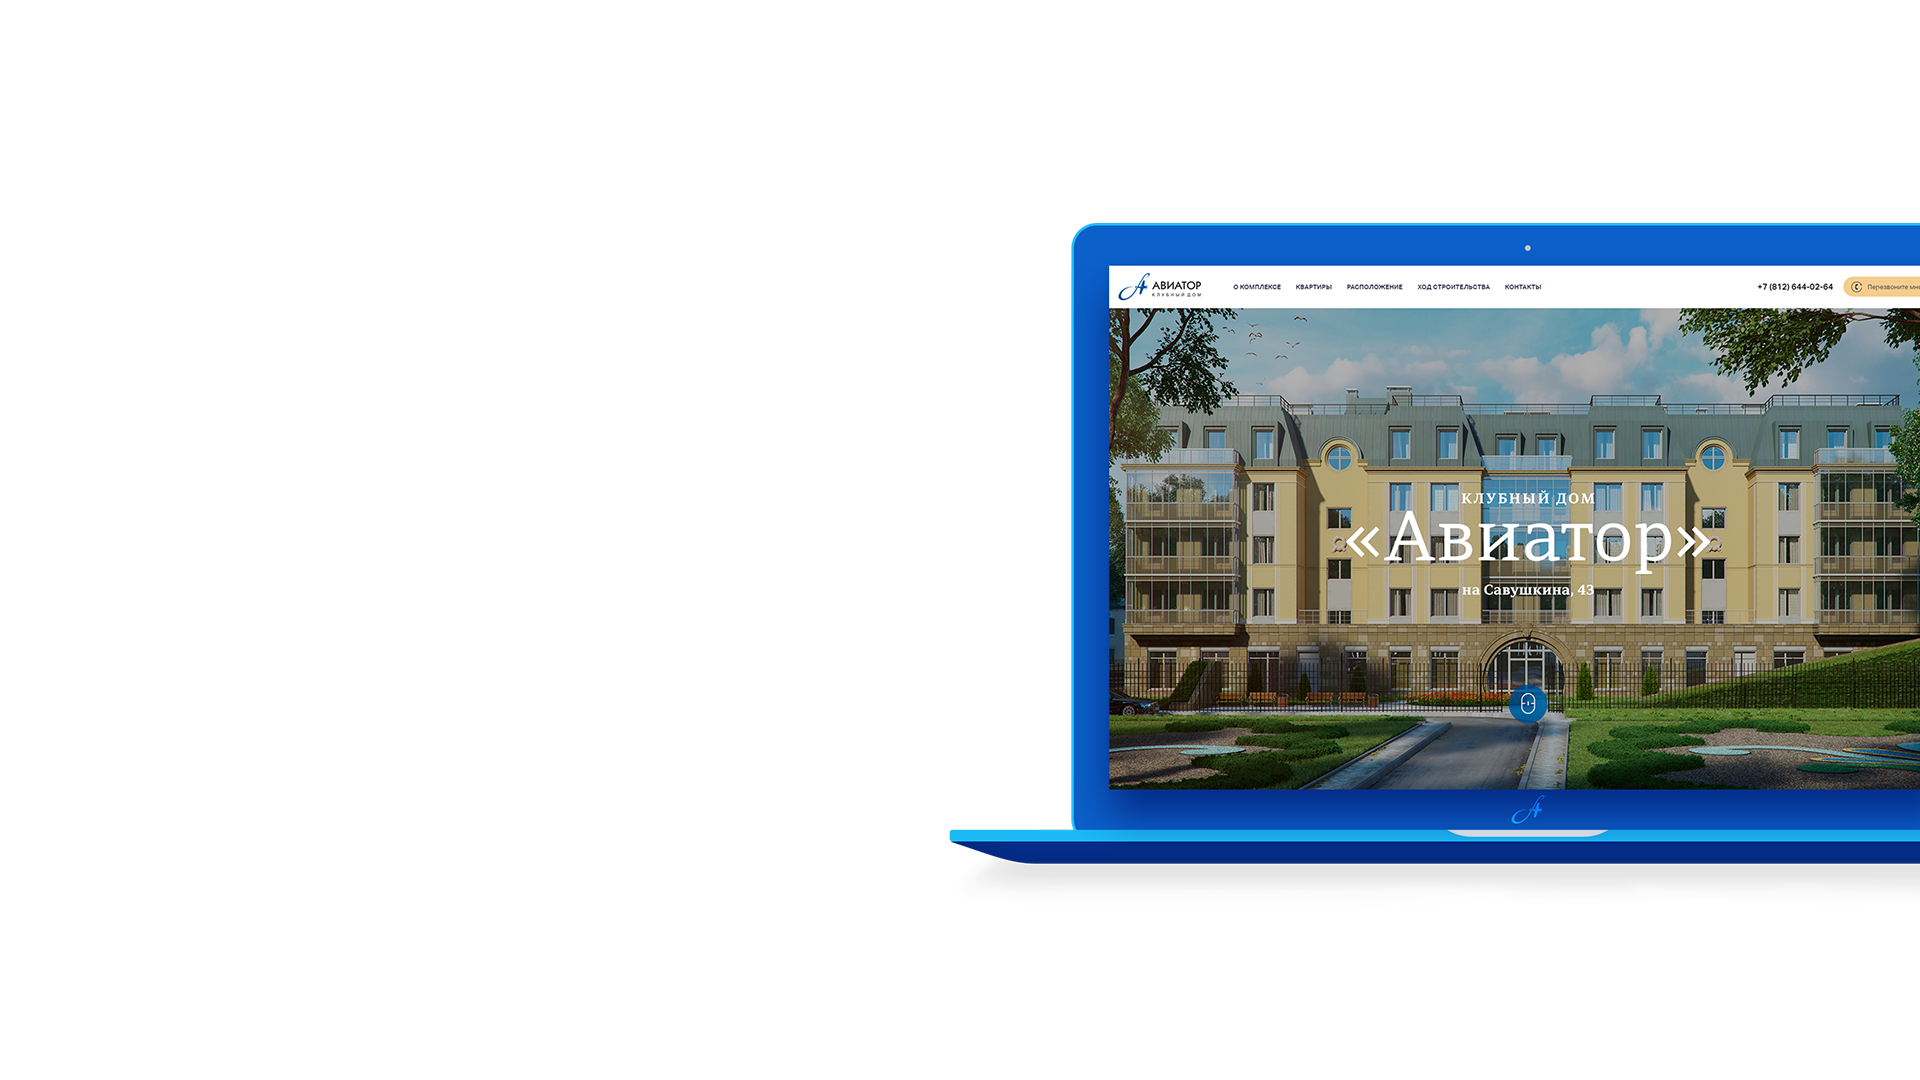 АВИАТОР
КЛУБНЫЙ ДОМ
О КОМПЛЕКСЕ КВАРТИРЫ РАСПОЛОЖЕНИЕ ХОД СТРОИТЕЛЬСТВА КОНТАКТЫ
+7 (812) 644-02-64
Перезвоните мне
КЛУБНЫЙ ДОМ
«Авиатор»
на Савушкина, 43